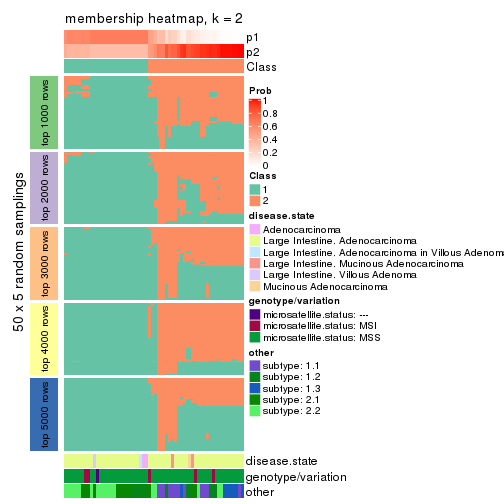 membership heatmap, k = 2
p1
p2
Class
50 x 5 random samplings
top 1000 rows
top 2000 rows
top 3000 rows
top 4000 rows
top 5000 rows
Prob
1
0.8
0.6
0.4
0.2
0
Class
1
2
disease.state
Adenocarcinoma
Large Intestine. Adenocarcinoma
Large Intestine. Adenocarcinoma in Villous Adenom
Large Intestine. Mucinous Adenocarcinoma
Large Intestine. Villous Adenoma
Mucinous Adenocarcinoma
genotype/variation
microsatellite.status: ---
microsatellite.status: MSI
microsatellite.status: MSS
other
subtype: 1.1
subtype: 1.2
subtype: 1.3
subtype: 2.1
subtype: 2.2
disease.state
genotype/variation
other